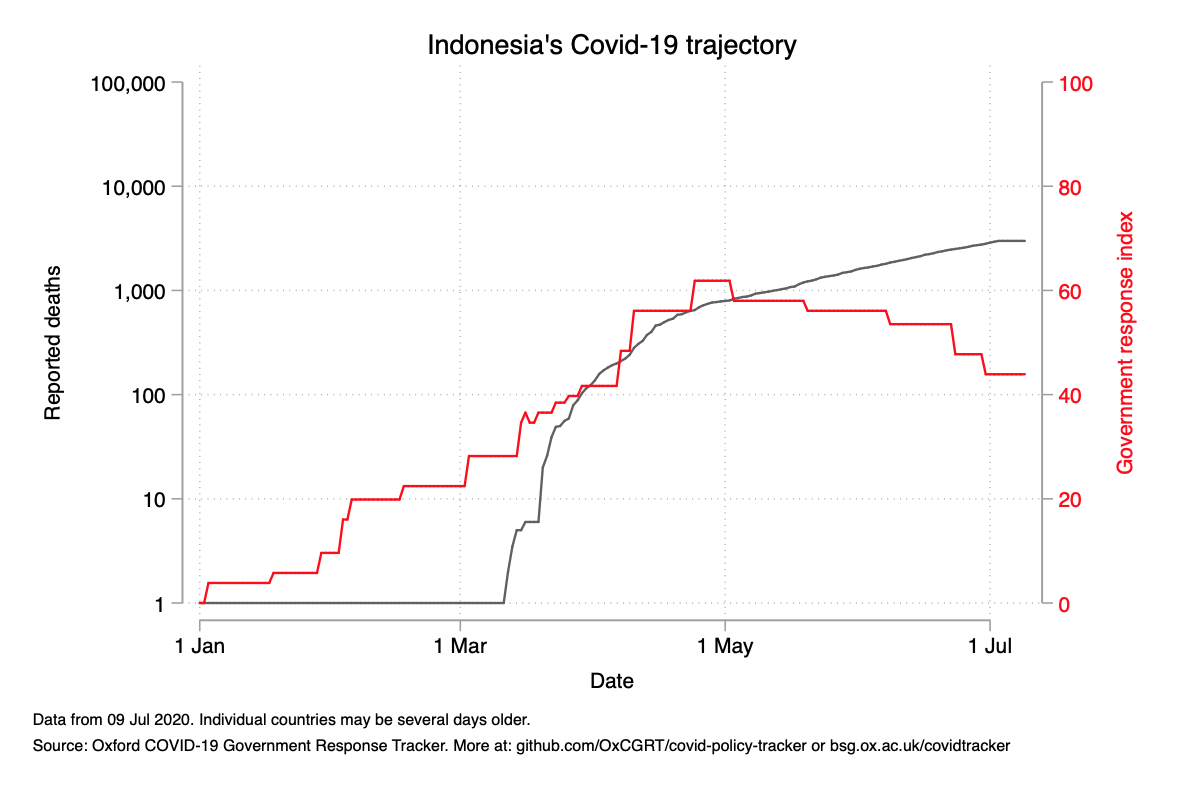 Indonesia's Covid-19 trajectory
100,000
10,000
1,000
100
10
1
Reported deaths
100
80
60
40
20
0
Government response index
1 Jan
1 Mar
1 May
1 Jul
Date
Data from 09 Jul 2020. Individual countries may be several days older.
Source: Oxford COVID-19 Government Response Tracker. More at: github.com/OxCGRT/covid-policy-tracker or bsg.ox.ac.uk/covidtracker